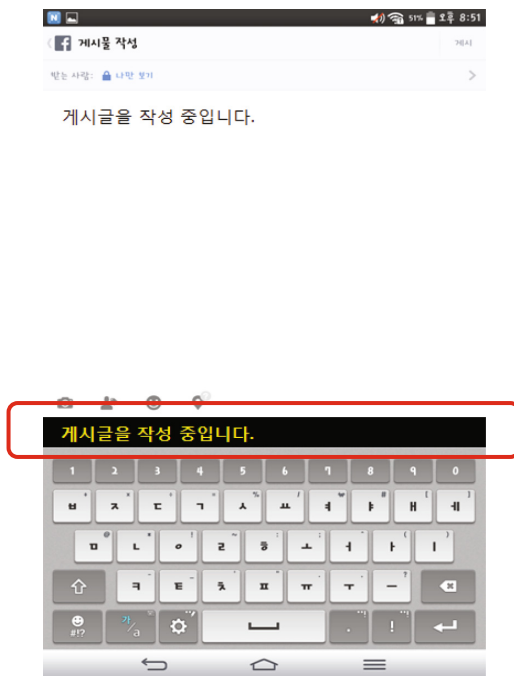 N 51% 오후 8:51
f 게시물 작성 게시
받는 사람: 나만 보기
게시글을 작성 중입니다.
게시글을 작성 중입니다.
1 2 3 4 5 6 7 8 9 0
ㅂ ㅈ ㄷ ㄱ ㅅ ㅛ ㅕ ㅑ ㅐ ㅔ
ㅁ ㄴ ㅇ ㄹ ㅎ ㅗ ㅓ ㅏ ㅣ
ㅋ ㅌ ㅊ ㅍ ㅠ ㅜ ㅡ
#!? 가/a . !